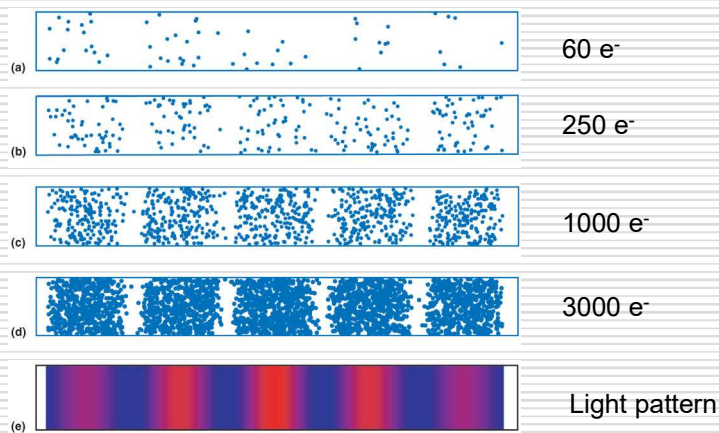 (a) 60 e-
(b) 250 e-
(c) 1000 e-
(d) 3000 e-
(e) Light pattern